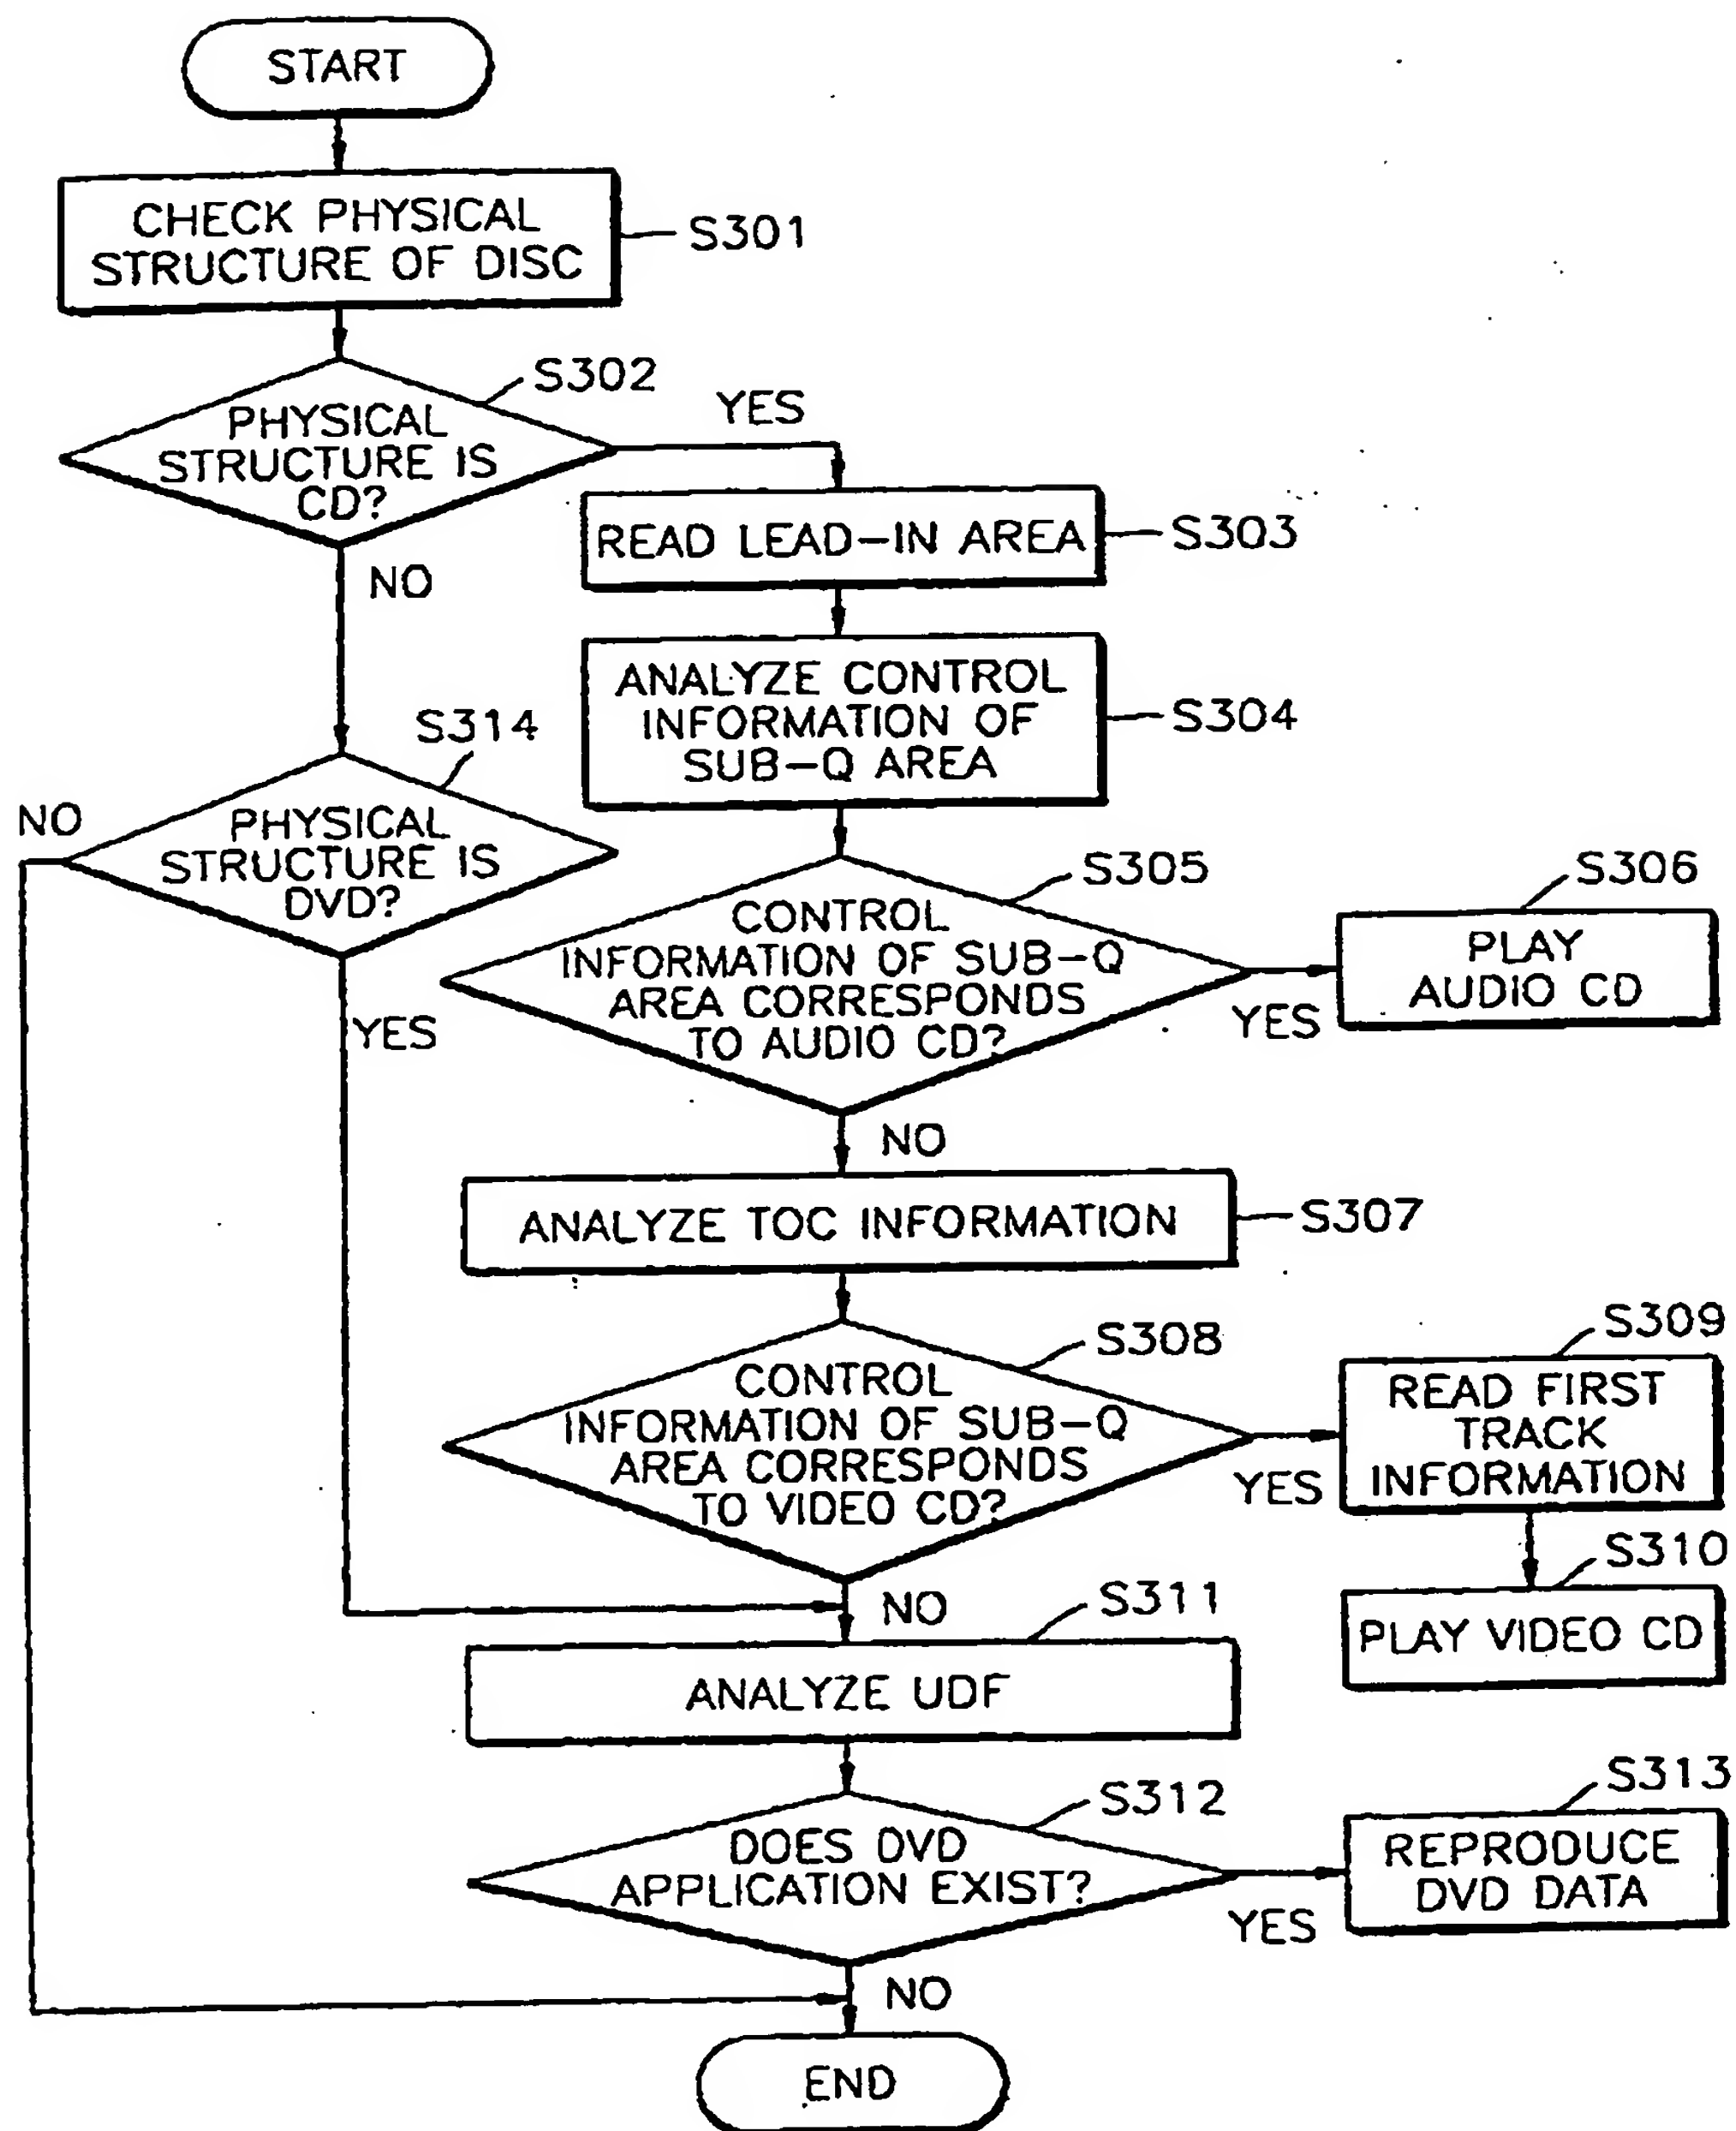 START
CHECK PHYSICAL
STRUCTURE OF DISC
S301
S302
PHYSICAL
STRUCTURE IS
CD?
YES
NO
READ LEAD-IN AREA
S303
ANALYZE CONTROL
INFORMATION OF
SUB-Q AREA
S304
S314
PHYSICAL
STRUCTURE IS
DVD?
NO
YES
S305
CONTROL
INFORMATION OF SUB-Q
AREA CORRESPONDS
TO AUDIO CD?
YES
S306
PLAY
AUDIO CD
NO
ANALYZE TOC INFORMATION
S307
S308
CONTROL
INFORMATION OF SUB-Q
AREA CORRESPONDS
TO VIDEO CD?
YES
S309
READ FIRST
TRACK
INFORMATION
S310
PLAY VIDEO CD
NO
S311
ANALYZE UDF
S312
DOES DVD
APPLICATION EXIST?
YES
S313
REPRODUCE
DVD DATA
NO
END